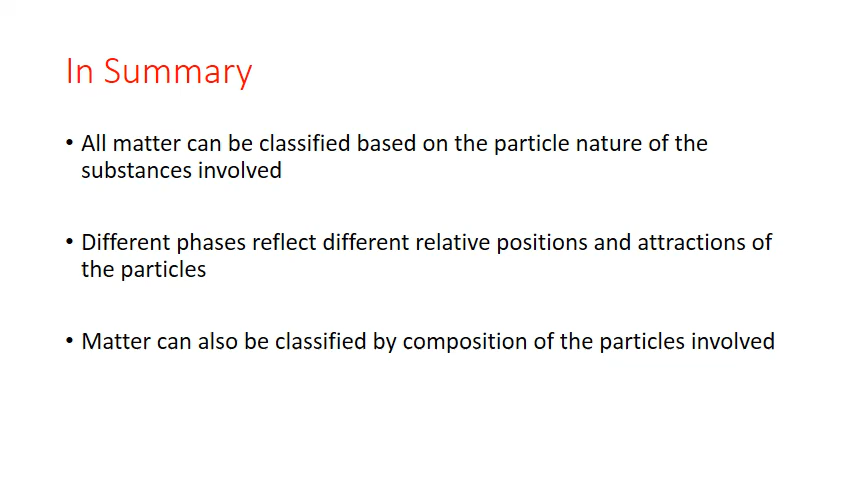 In Summary
• All matter can be classified based on the particle nature of the
substances involved
• Different phases reflect different relative positions and attractions of
the particles
• Matter can also be classified by composition of the particles involved